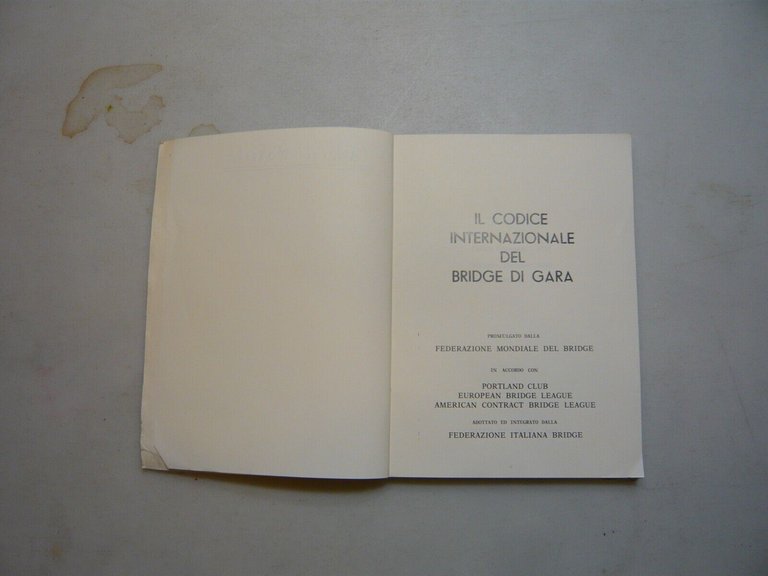 IL CODICE
INTERNAZIONALE
DEL
BRIDGE DI GARA
PROMULGATO DALLA
FEDERAZIONE MONDIALE DEL BRIDGE
IN ACCORDO CON
PORTLAND CLUB
EUROPEAN BRIDGE LEAGUE
AMERICAN CONTRACT BRIDGE LEAGUE
ADOTTATO ED INTEGRATO DALLA
FEDERAZIONE ITALIANA BRIDGE